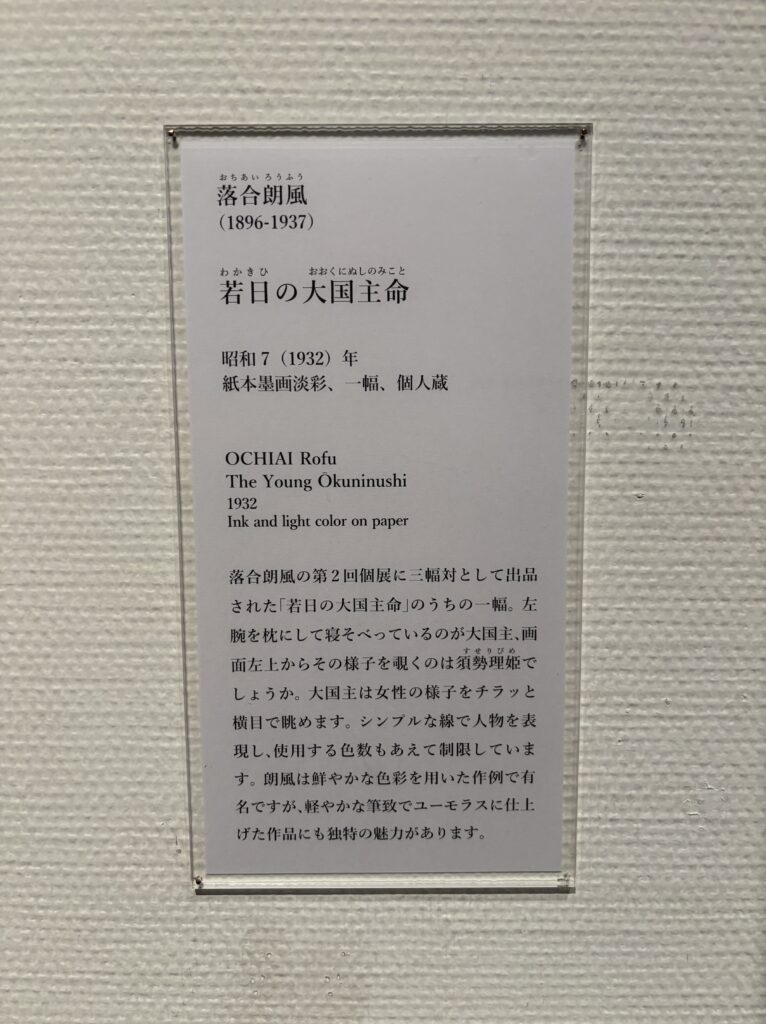 おちあい ろうふう
落合朗風
（1896-1937）
わかきひ おおくにぬしのみこと
若日の大国主命
昭和7（1932）年
紙本墨画淡彩、一幅、個人蔵
OCHIAI Rofu
The Young Ōkuninushi
1932
Ink and light color on paper
落合朗風の第2回個展に三幅対として出品
された「若日の大国主命」のうちの一幅。左
腕を枕にして寝そべっているのが大国主、画
すせりびめ
面左上からその様子を覗くのは須勢理姫で
しょうか。大国主は女性の様子をチラッと
横目で眺めます。シンプルな線で人物を表
現し、使用する色数もあえて制限していま
す。朗風は鮮やかな色彩を用いた作例で有
名ですが、軽やかな筆致でユーモラスに仕上
げた作品にも独特の魅力があります。